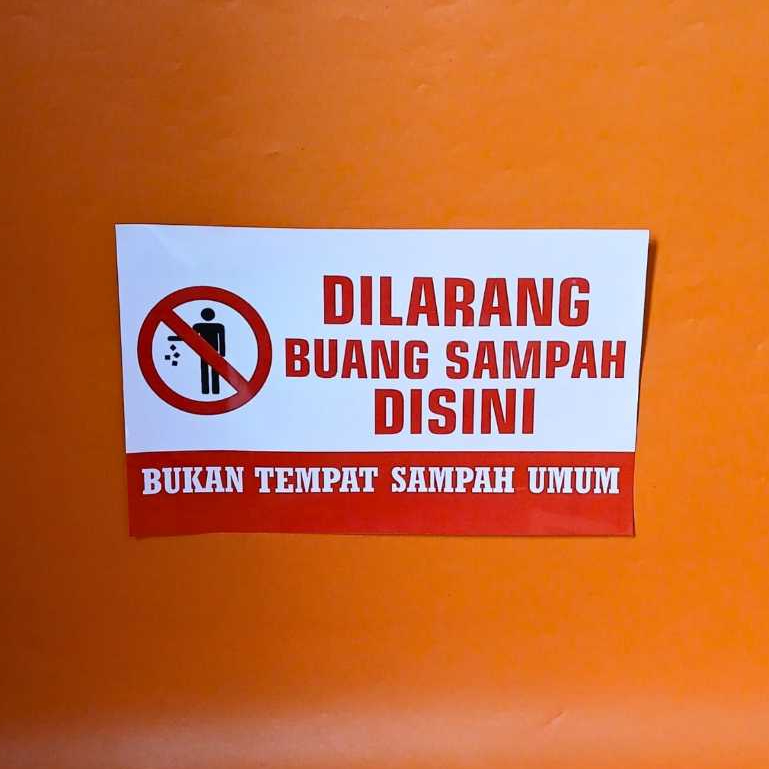 DILARANG
BUANG SAMPAH
DISINI
BUKAN TEMPAT SAMPAH UMUM